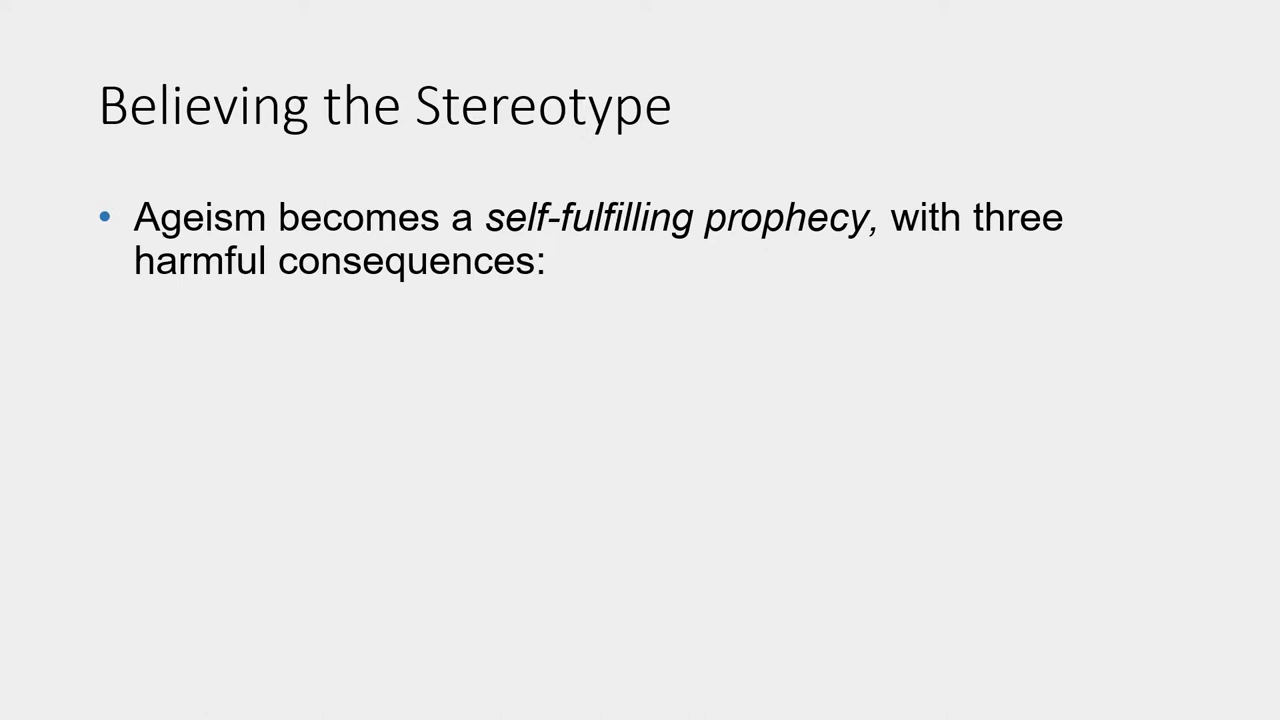 Believing the Stereotype
• Ageism becomes a self-fulfilling prophecy, with three
harmful consequences: